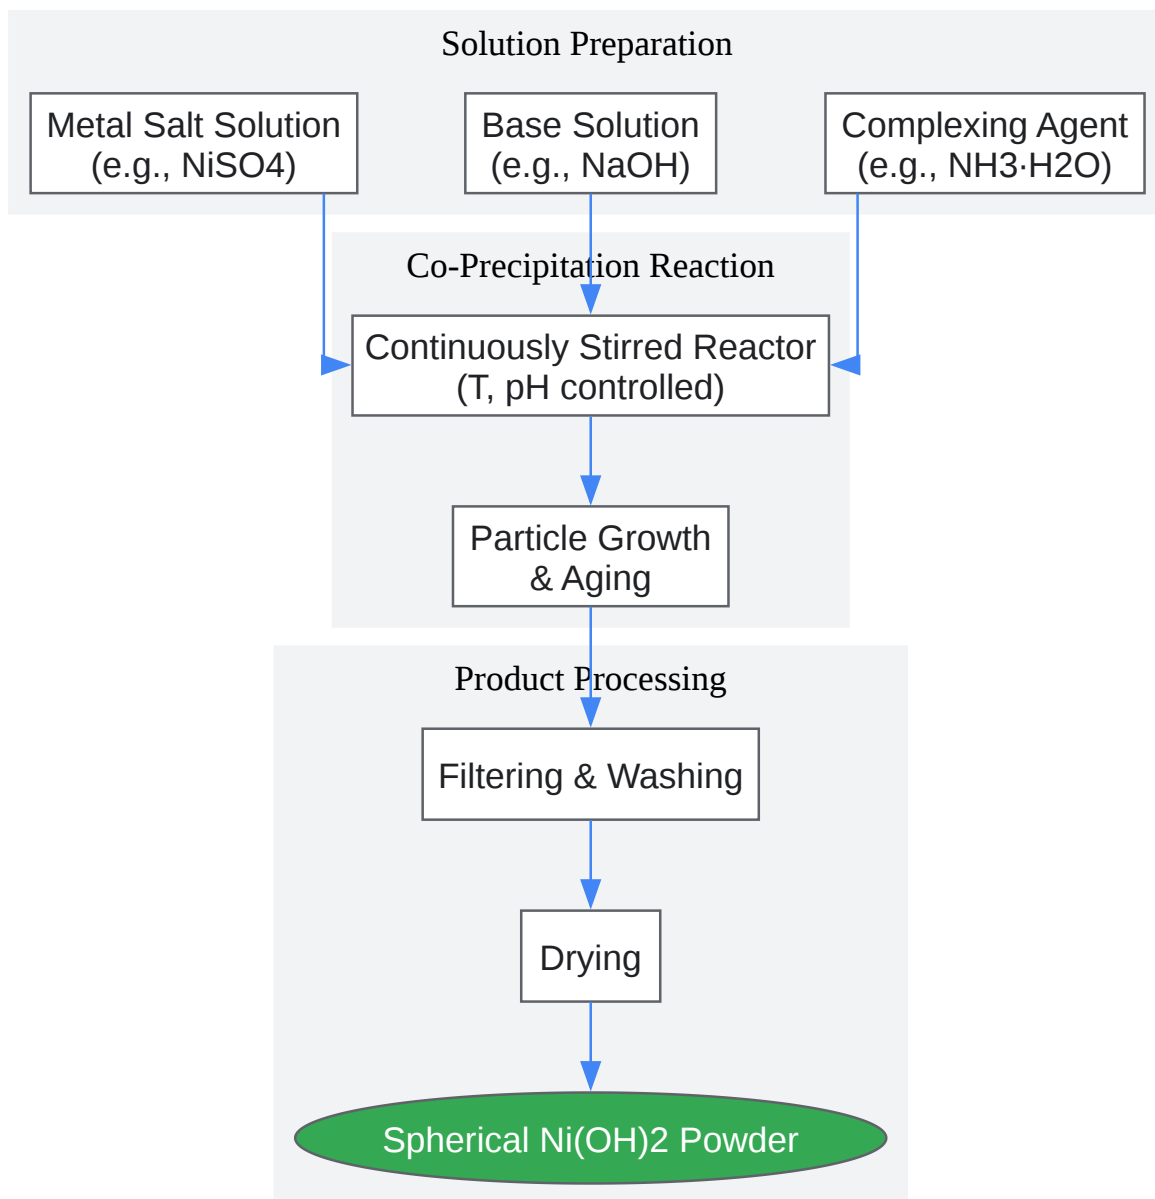 Solution Preparation
Metal Salt Solution
(e.g., NiSO4)
Base Solution
(e.g., NaOH)
Complexing Agent
(e.g., NH3·H2O)
Co-Precipitation Reaction
Continuously Stirred Reactor
(T, pH controlled)
Particle Growth
& Aging
Product Processing
Filtering & Washing
Drying
Spherical Ni(OH)2 Powder